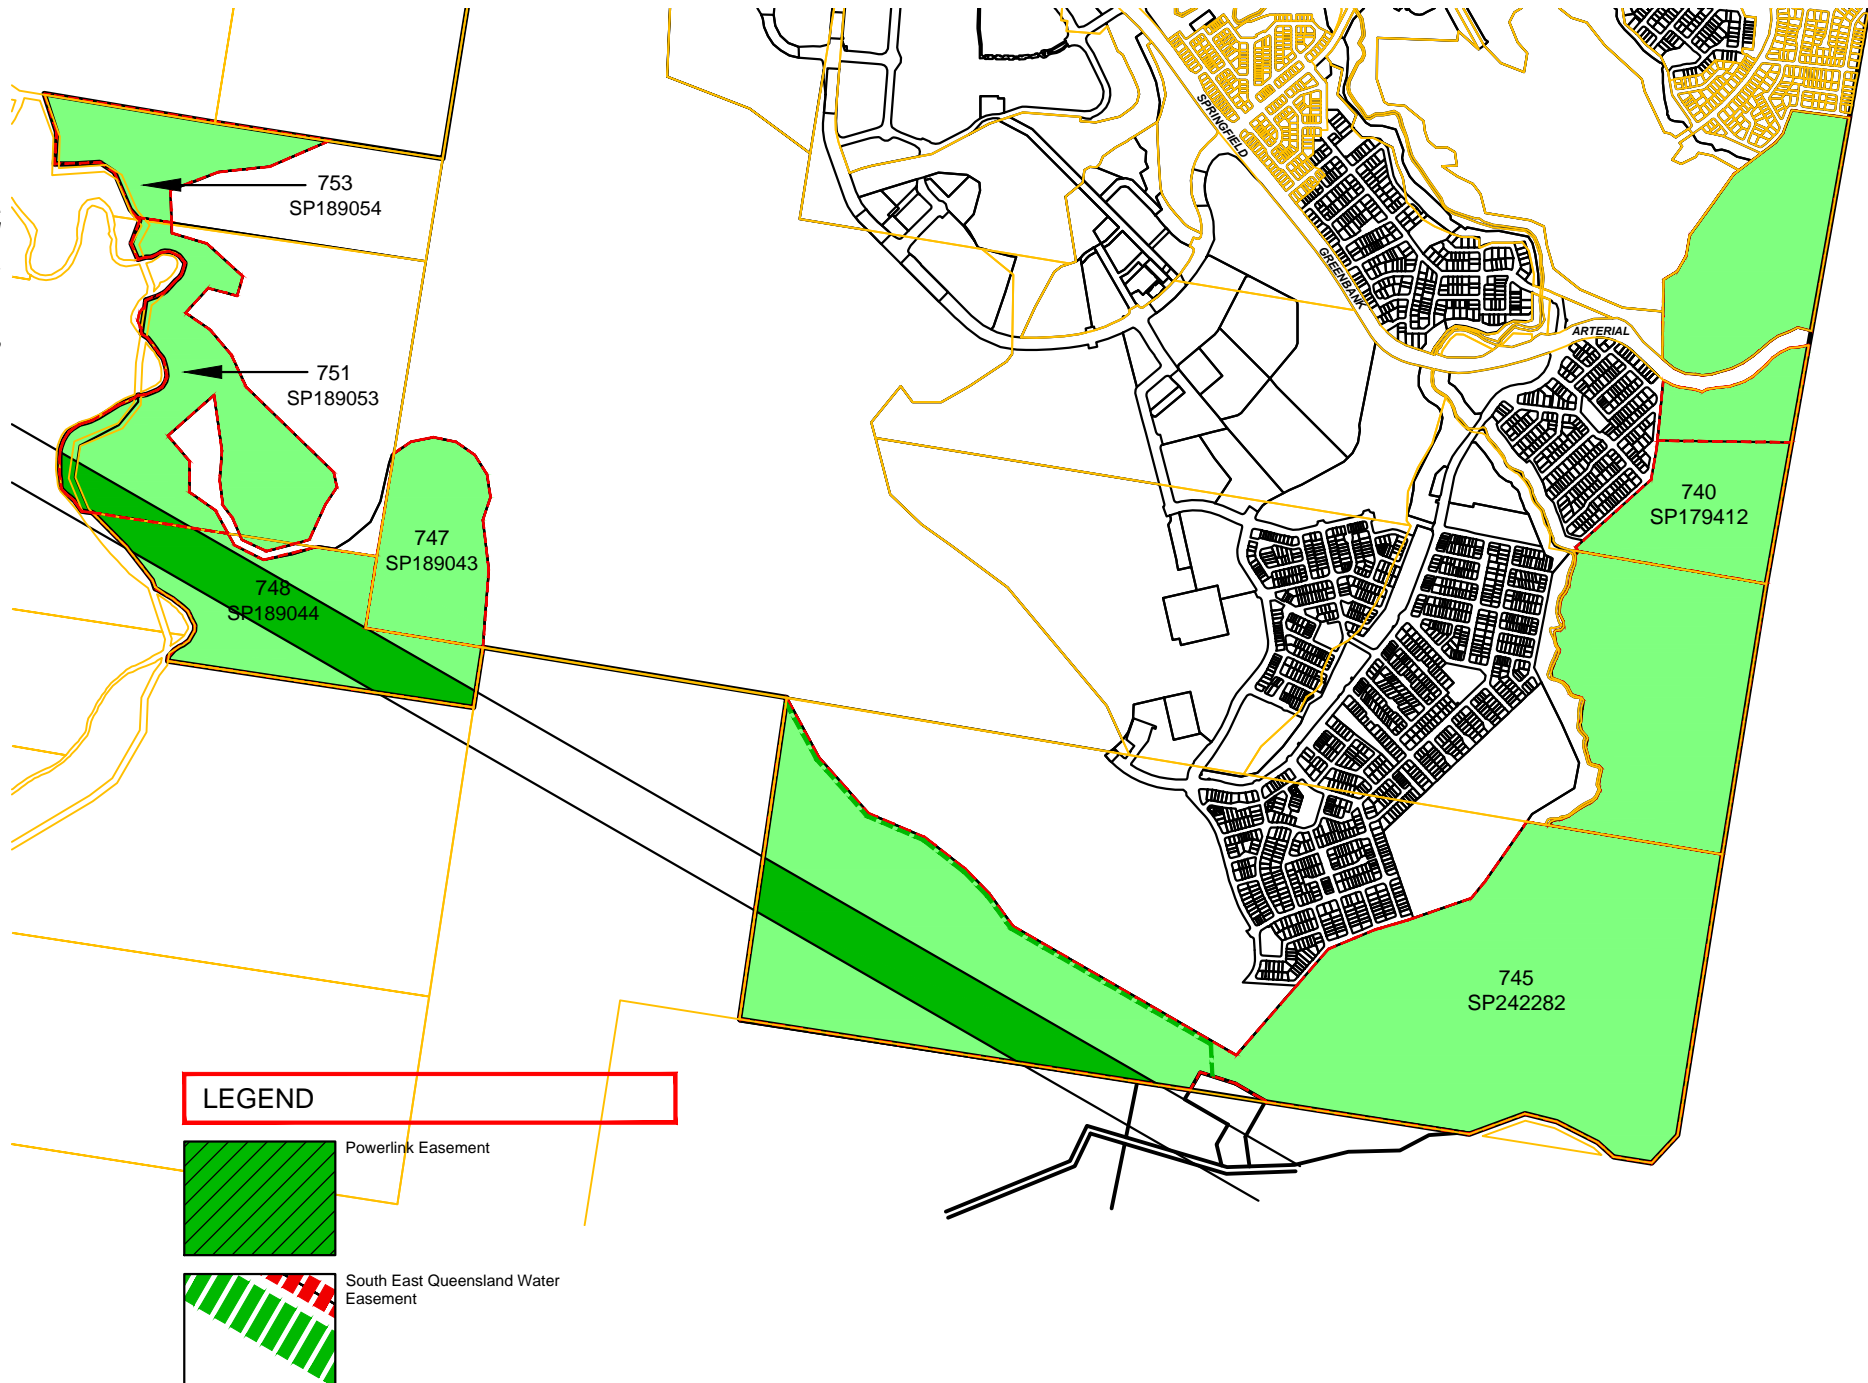 SPRINGFIELD
GREENBANK
ARTERIAL
753
SP189054
751
SP189053
747
SP189043
748
SP189044
740
SP179412
745
SP242282
LEGEND
Powerlink Easement
South East Queensland Water
Easement